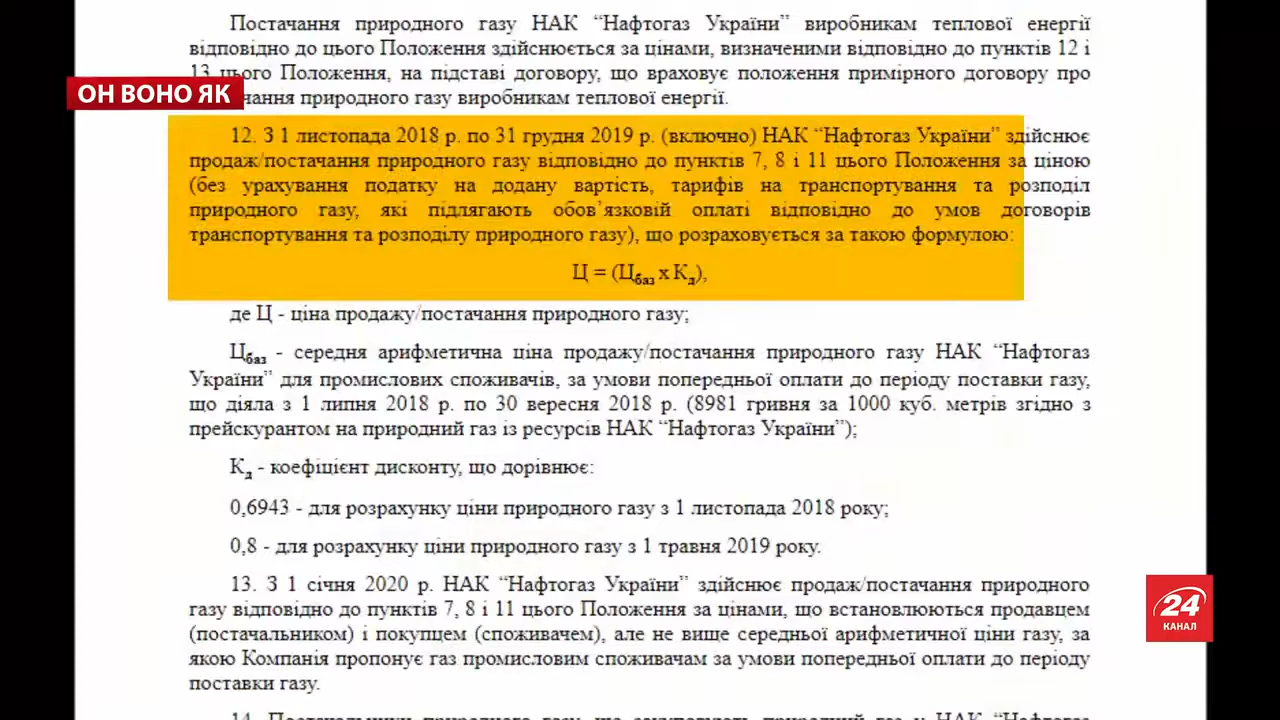 Постачання природного газу НАК “Нафтогаз України” виробникам теплової енергії
відповідно до цього Положення здійснюється за цінами, визначеними відповідно до пунктів 12 і
13 цього Положення, на підставі договору, що враховує положення примірного договору про
ОН ВОНО ЯК
чання природного газу виробникам теплової енергії.
12. З 1 листопада 2018 р. по 31 грудня 2019 р. (включно) НАК “Нафтогаз України” здійснює
продаж/постачання природного газу відповідно до пунктів 7, 8 і 11 цього Положення за ціною
(без урахування податку на додану вартість, тарифів на транспортування та розподіл
природного газу, які підлягають обов’язковій оплаті відповідно до умов договорів
транспортування та розподілу природного газу), що розраховується за такою формулою:
Ц = (Цбаз х Кд),
де Ц - ціна продажу/постачання природного газу;
Цбаз - середня арифметична ціна продажу/постачання природного газу НАК “Нафтогаз
України” для промислових споживачів, за умови попередньої оплати до періоду поставки газу,
що діяла з 1 липня 2018 р. по 30 вересня 2018 р. (8981 гривня за 1000 куб. метрів згідно з
прейскурантом на природний газ із ресурсів НАК “Нафтогаз України”);
Кд - коефіцієнт дисконту, що дорівнює:
0,6943 - для розрахунку ціни природного газу з 1 листопада 2018 року;
0,8 - для розрахунку ціни природного газу з 1 травня 2019 року.
13. З 1 січня 2020 р. НАК “Нафтогаз України” здійснює продаж/постачання природного
газу відповідно до пунктів 7, 8 і 11 цього Положення за цінами, що встановлюються продавцем
(постачальником) і покупцем (споживачем), але не вище середньої арифметичної ціни газу, за
якою Компанія пропонує газ промисловим споживачам за умови попередньої оплати до періоду
поставки газу.
24
КАНАЛ
14. Постачальники природного газу, що закуповують природний газ у НАК “Нафтогаз